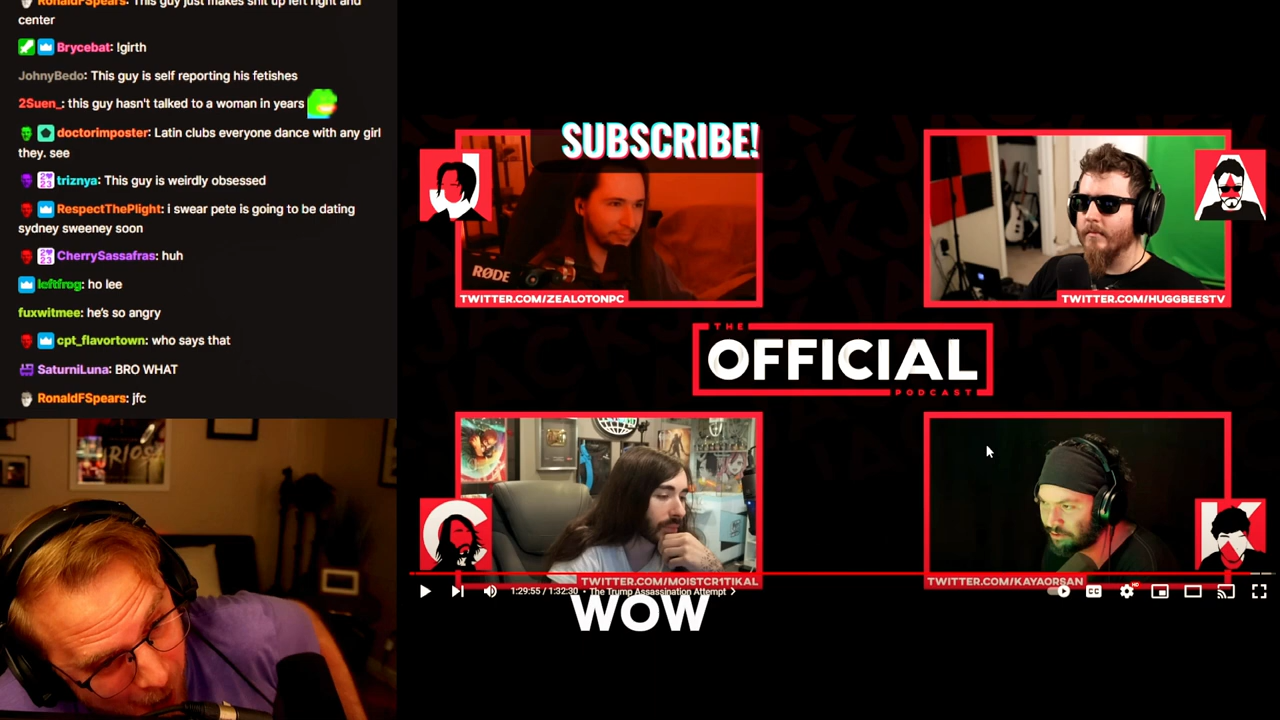 RonaldFSpears: This guy just makes shit up left right and
center
Brycebat: !girth
JohnyBedo: This guy is self reporting his fetishes
2Suen_: this guy hasn't talked to a woman in years
doctorimposter: Latin clubs everyone dance with any girl
they. see
triznya: This guy is weirdly obsessed
RespectThePlight: i swear pete is going to be dating
sydney sweeney soon
CherrySassafras: huh
leftfrog: ho lee
fuxwitmee: he's so angry
cpt_flavortown: who says that
SaturniLuna: BRO WHAT
RonaldFSpears: jfc
SUBSCRIBE!
RØDE
TWITTER.COM/ZEALOTONPC
TWITTER.COM/HUGGBEESTV
THE
OFFICIAL
PODCAST
C
K
TWITTER.COM/MOISTCR1TIKAL
TWITTER.COM/KAYAORSAN
1:29:55 / 1:32:30 • The Trump Assassination Attempt >
CC
HD
WOW